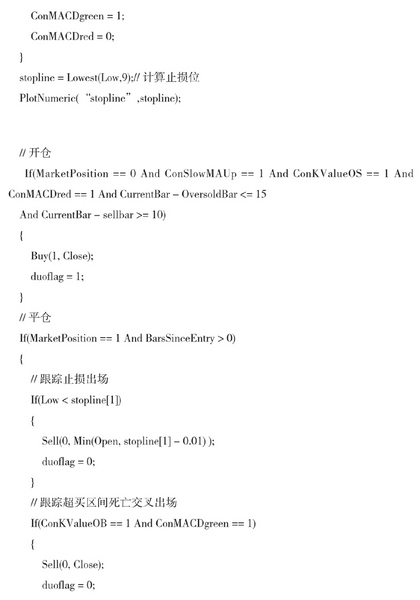 ConMACDgreen = 1;
ConMACDred = 0;
}
stopline = Lowest(Low,9);// 计算止损位
PlotNumeric( “stopline” ,stopline);
// 开仓
If(MarketPosition == 0 And ConSlowMAUp == 1 And ConKValueOS == 1 And
ConMACDred == 1 And CurrentBar – OversoldBar <= 15
And CurrentBar – sellbar >= 10)
{
Buy(1, Close);
duoflag = 1;
}
// 平仓
If(MarketPosition == 1 And BarsSinceEntry > 0)
{
// 跟踪止损出场
If(Low < stopline[1])
{
Sell(0, Min(Open, stopline[1] – 0.01) );
duoflag = 0;
}
// 跟踪超买区间死亡交叉出场
If(ConKValueOB == 1 And ConMACDgreen == 1)
{
Sell(0, Close);
duoflag = 0;